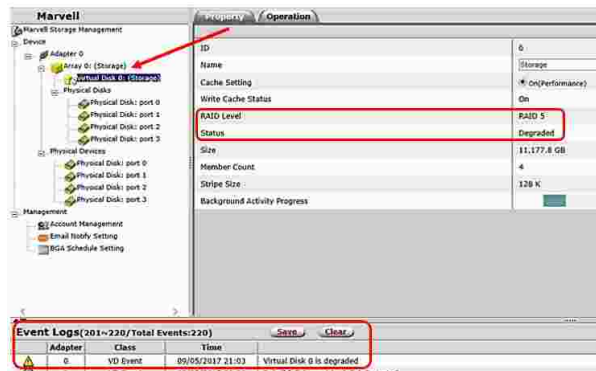 Marvell
Property
Operation
Marvell Storage Management
Device
Adapter 0
Array 0: (Storage)
Virtual Disk 0: (Storage)
Physical Disks
Physical Disk: port 0
Physical Disk: port 1
Physical Disk: port 2
Physical Disk: port 3
Physical Devices
Physical Disk: port 0
Physical Disk: port 1
Physical Disk: port 2
Physical Disk: port 3
Management
Account Management
Email Notify Setting
BGA Schedule Setting
ID
Name Storage
Cache Setting On(Performance)
Write Cache Status On
RAID Level RAID 5
Status Degraded
Size 11,177.8 GB
Member Count 4
Stripe Size 128 K
Background Activity Progress
Event Logs(201~220/Total Events:220) Save Clear
Adapter Class Time
0 VD Event 09/05/2017 21:03 Virtual Disk 0 is degraded